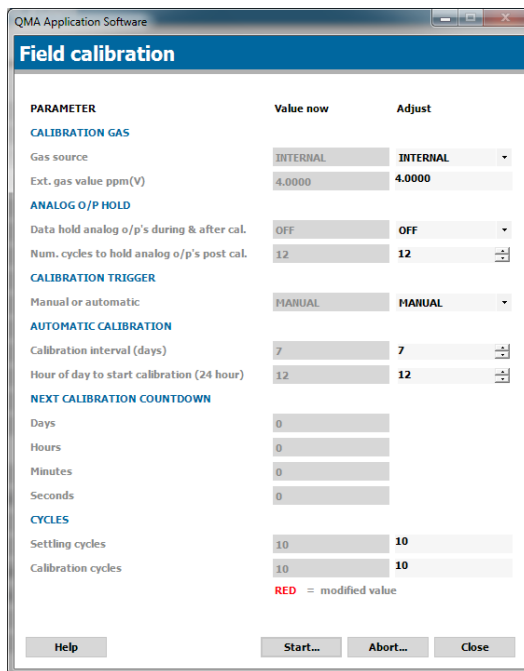 QMA Application Software
Field calibration
PARAMETER Value now Adjust
CALIBRATION GAS
Gas source INTERNAL INTERNAL
Ext. gas value ppm(V) 4.0000 4.0000
ANALOG O/P HOLD
Data hold analog o/p's during & after cal. OFF OFF
Num. cycles to hold analog o/p's post cal. 12 12
CALIBRATION TRIGGER
Manual or automatic MANUAL MANUAL
AUTOMATIC CALIBRATION
Calibration interval (days) 7 7
Hour of day to start calibration (24 hour) 12 12
NEXT CALIBRATION COUNTDOWN
Days 0
Hours 0
Minutes 0
Seconds 0
CYCLES
Settling cycles 10 10
Calibration cycles 10 10
RED = modified value
Help Start... Abort... Close